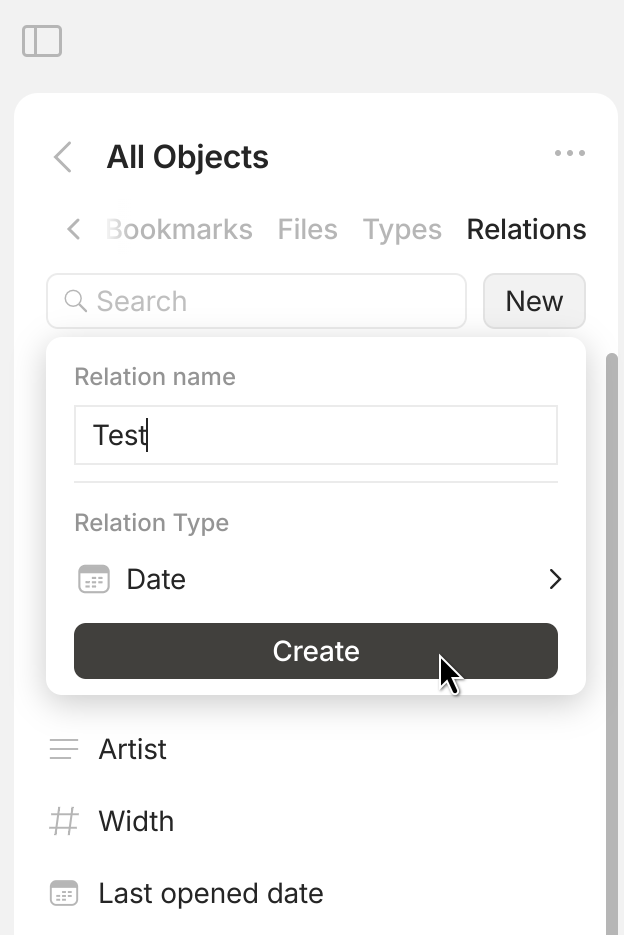 All Objects
Bookmarks Files Types Relations
Search New
Relation name
Test
Relation Type
Date
Create
Artist
Width
Last opened date